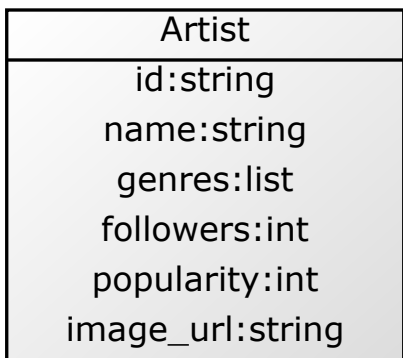 Artist
id:string
name:string
genres:list
followers:int
popularity:int
image_url:string